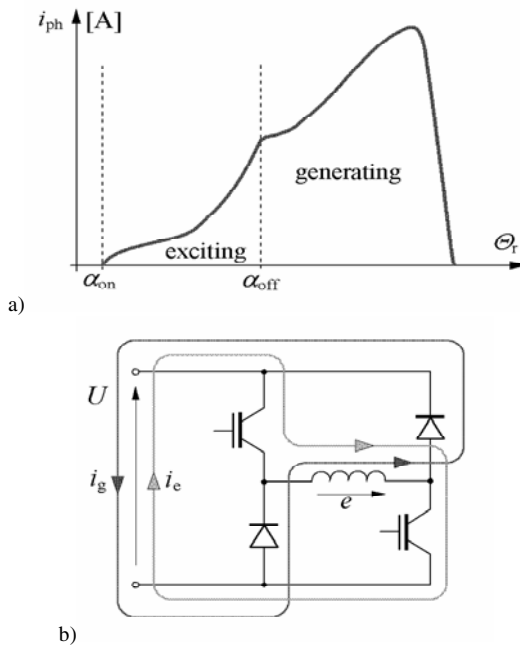 i_ph [A]
generating
exciting
Θ_r
α_on
α_off
a)
U
i_g
i_e
e
b)